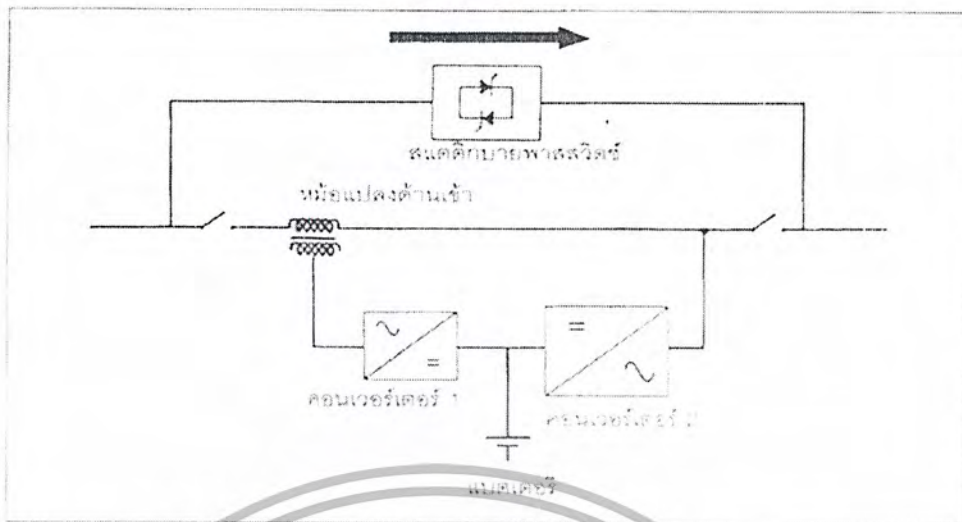 สแตติกบายพาสสวิตช์
หม้อแปลงด้านเข้า
คอนเวอร์เตอร์ 1
คอนเวอร์เตอร์ 2
แบตเตอรี่